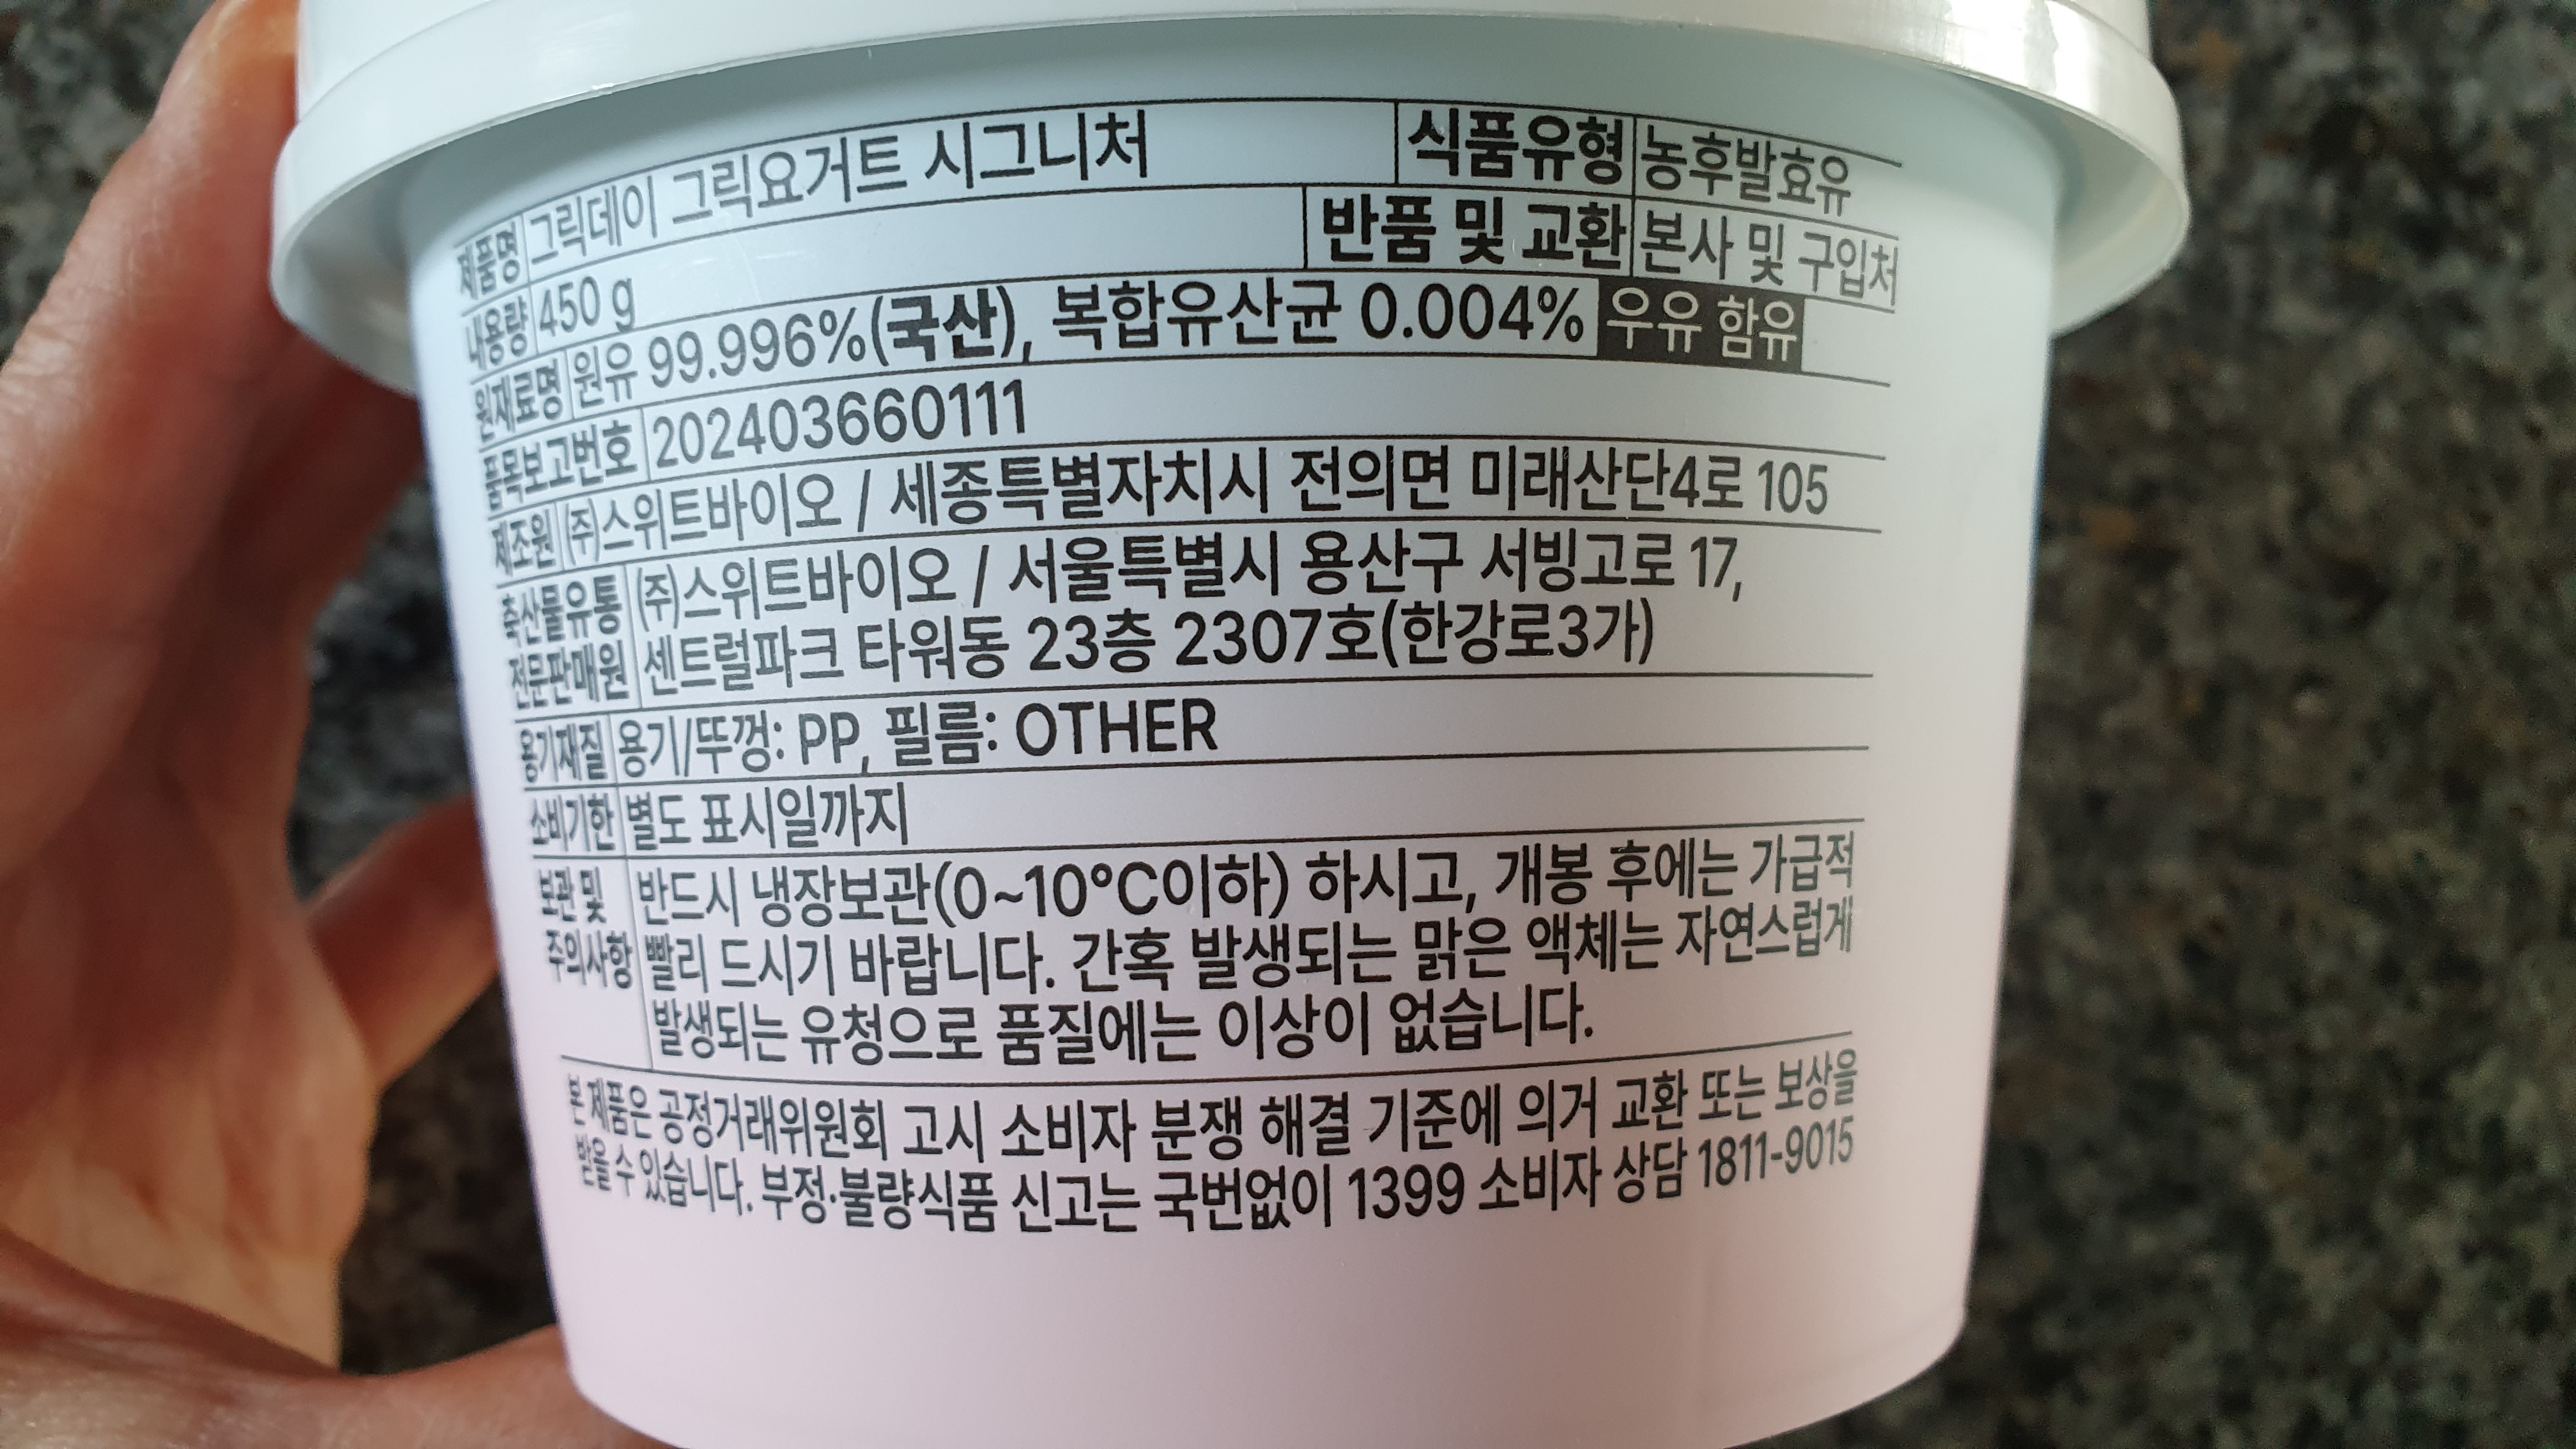 제품명 그릭데이 그릭요거트 시그니처 식품유형 농후발효유
내용량 450 g 반품 및 교환 본사 및 구입처
원재료명 원유 99.996%(국산), 복합유산균 0.004% 우유 함유
품목보고번호 202403660111
제조원 (주)스위트바이오 / 세종특별자치시 전의면 미래산단4로 105
축산물유통 (주)스위트바이오 / 서울특별시 용산구 서빙고로 17,
전문판매원 센트럴파크 타워동 23층 2307호(한강로3가)
용기재질 용기/뚜껑: PP, 필름: OTHER
소비기한 별도 표시일까지
보관 및 반드시 냉장보관(0~10°C이하) 하시고, 개봉 후에는 가급적
주의사항 빨리 드시기 바랍니다. 간혹 발생되는 맑은 액체는 자연스럽게
발생되는 유청으로 품질에는 이상이 없습니다.
본 제품은 공정거래위원회 고시 소비자 분쟁 해결 기준에 의거 교환 또는 보상을
받을 수 있습니다. 부정·불량식품 신고는 국번없이 1399 소비자 상담 1811-9015